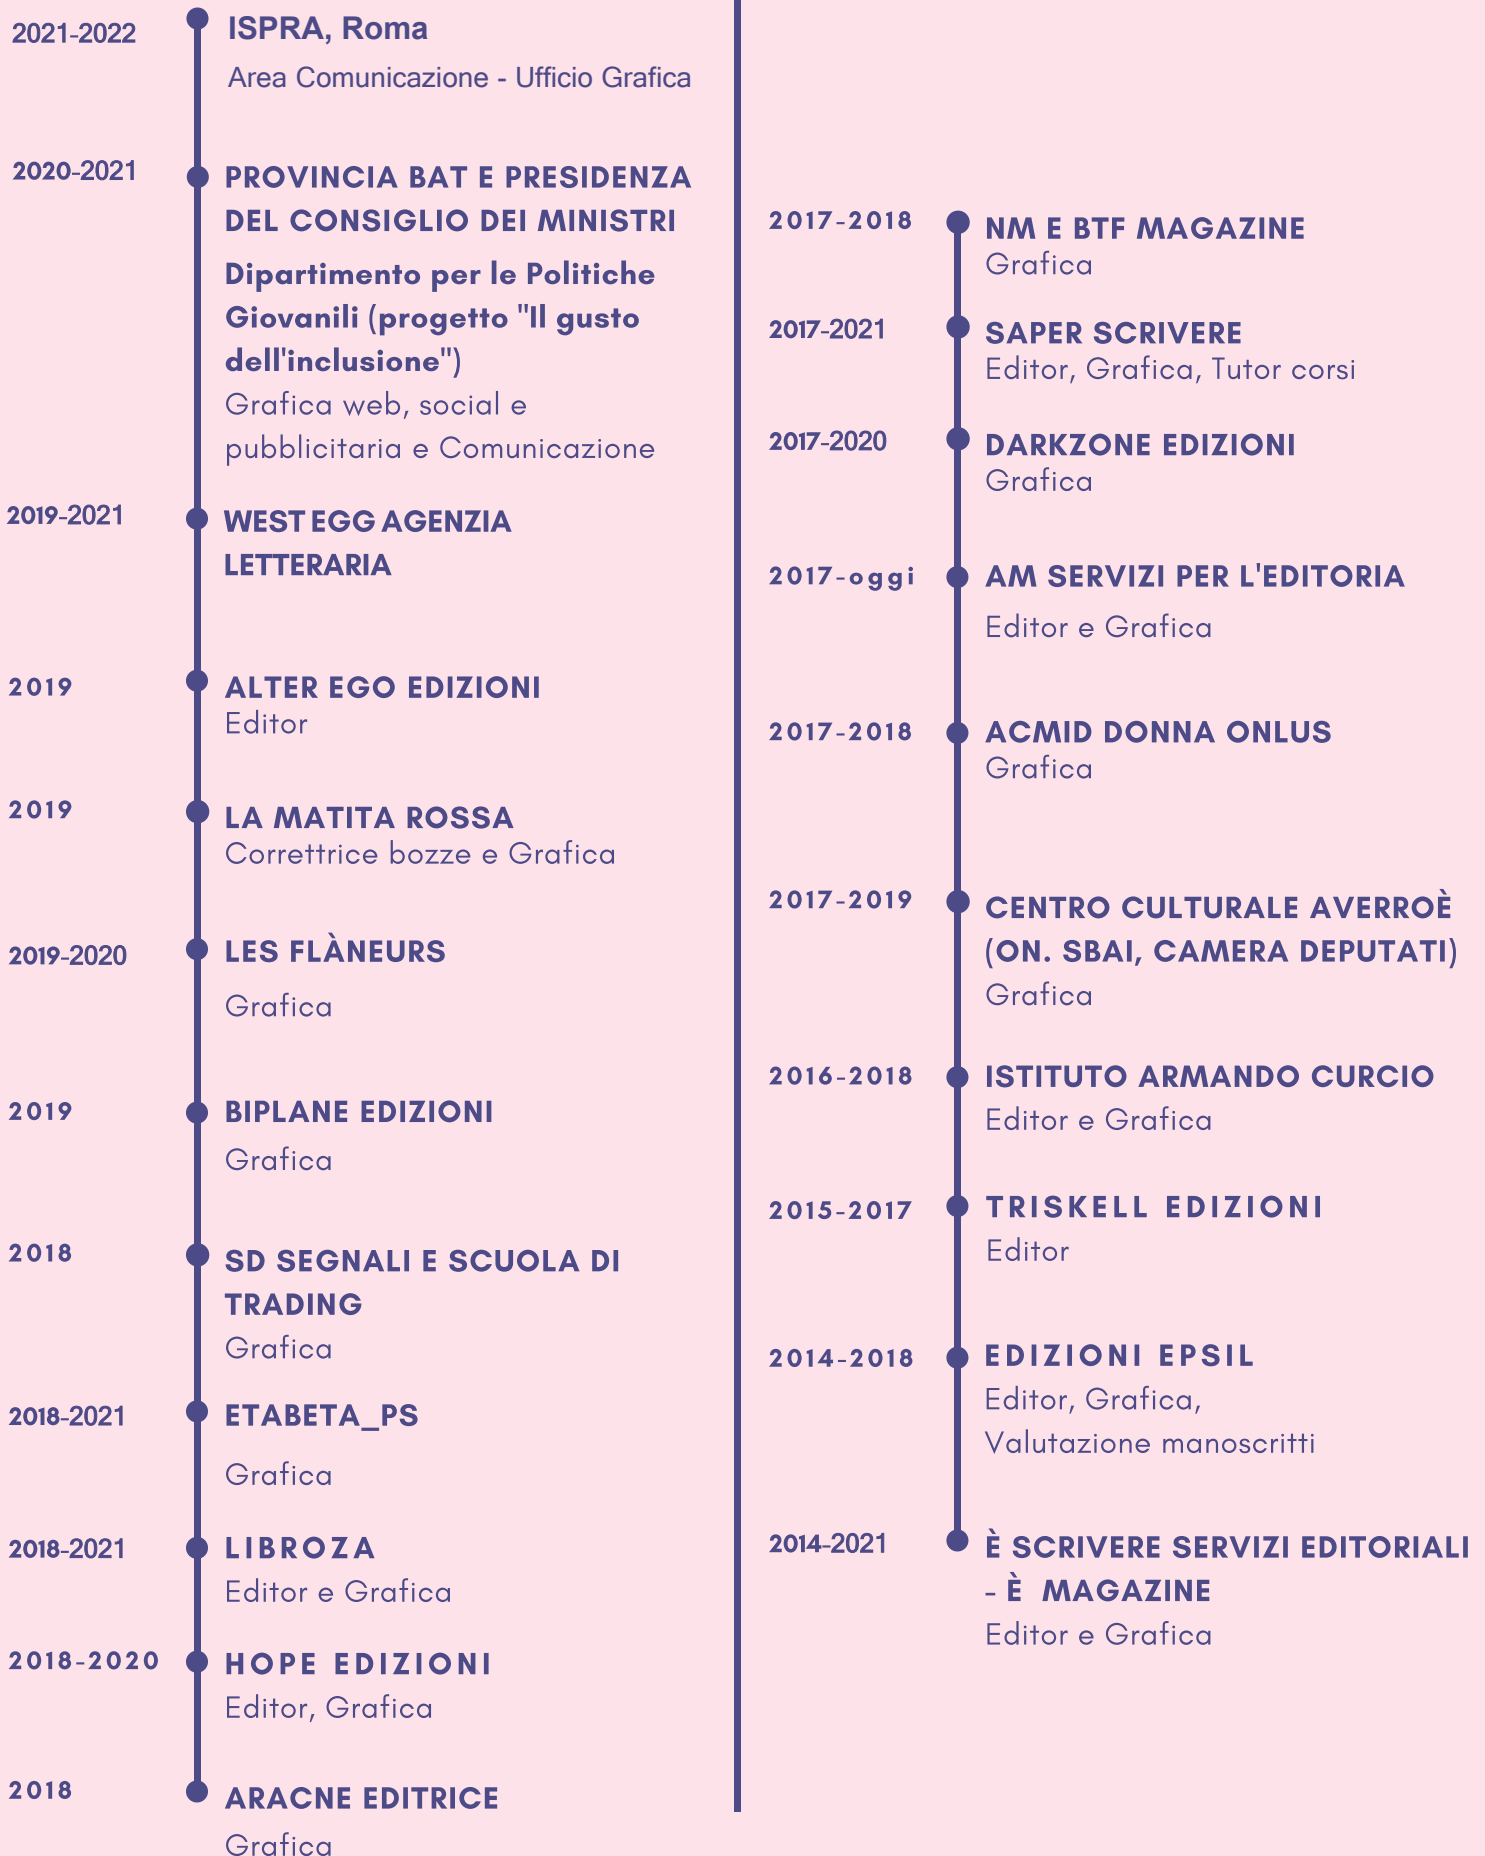 2021-2022
ISPRA, Roma
Area Comunicazione - Ufficio Grafica
2020-2021
PROVINCIA BAT E PRESIDENZA
DEL CONSIGLIO DEI MINISTRI
Dipartimento per le Politiche
Giovanili (progetto "Il gusto
dell'inclusione")
Grafica web, social e
pubblicitaria e Comunicazione
2019-2021
WEST EGG AGENZIA
LETTERARIA
2019
ALTER EGO EDIZIONI
Editor
2019
LA MATITA ROSSA
Correttrice bozze e Grafica
2019-2020
LES FLÀNEURS
Grafica
2019
BIPLANE EDIZIONI
Grafica
2018
SD SEGNALI E SCUOLA DI
TRADING
Grafica
2018-2021
ETABETA_PS
Grafica
2018-2021
LIBROZA
Editor e Grafica
2018-2020
HOPE EDIZIONI
Editor, Grafica
2018
ARACNE EDITRICE
Grafica
2017-2018
NM E BTF MAGAZINE
Grafica
2017-2021
SAPER SCRIVERE
Editor, Grafica, Tutor corsi
2017-2020
DARKZONE EDIZIONI
Grafica
2017-oggi
AM SERVIZI PER L'EDITORIA
Editor e Grafica
2017-2018
ACMID DONNA ONLUS
Grafica
2017-2019
CENTRO CULTURALE AVERROÈ
(ON. SBAI, CAMERA DEPUTATI)
Grafica
2016-2018
ISTITUTO ARMANDO CURCIO
Editor e Grafica
2015-2017
TRISKELL EDIZIONI
Editor
2014-2018
EDIZIONI EPSIL
Editor, Grafica,
Valutazione manoscritti
2014-2021
È SCRIVERE SERVIZI EDITORIALI
- È MAGAZINE
Editor e Grafica